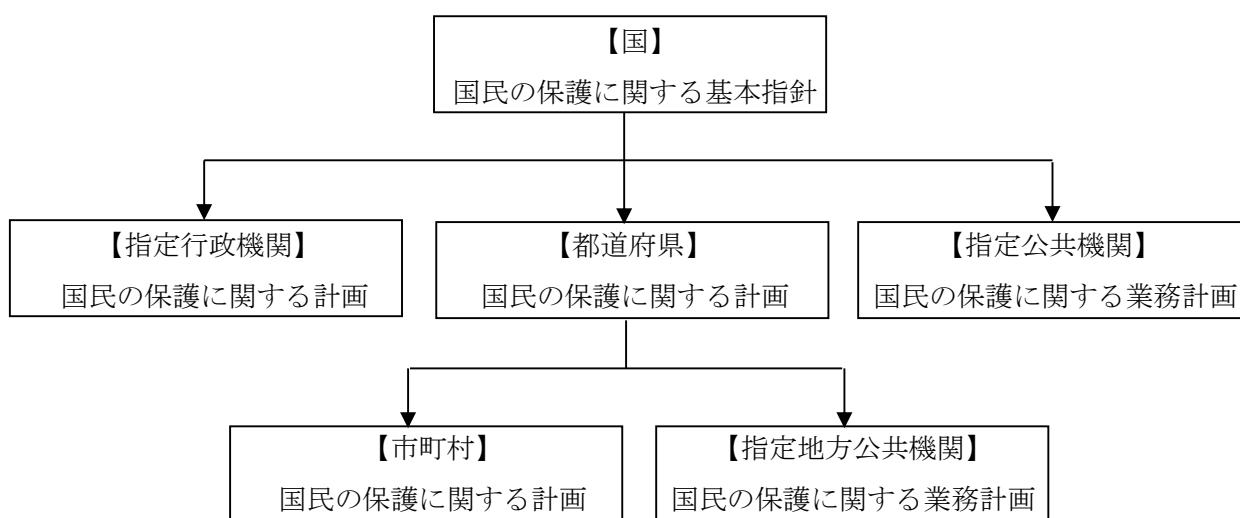 【国】
国民の保護に関する基本指針
【指定行政機関】
国民の保護に関する計画
【都道府県】
国民の保護に関する計画
【指定公共機関】
国民の保護に関する業務計画
【市町村】
国民の保護に関する計画
【指定地方公共機関】
国民の保護に関する業務計画